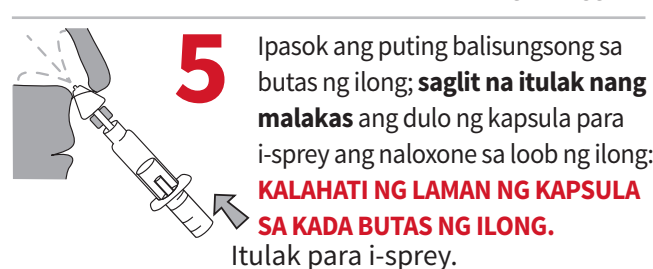 5
Ipasok ang puting balisungsong sa
butas ng ilong; saglit na itulak nang
malakas ang dulo ng kapsula para
i-sprey ang naloxone sa loob ng ilong:
KALAHATI NG LAMAN NG KAPSULA
SA KADA BUTAS NG ILONG.
Itulak para i-sprey.